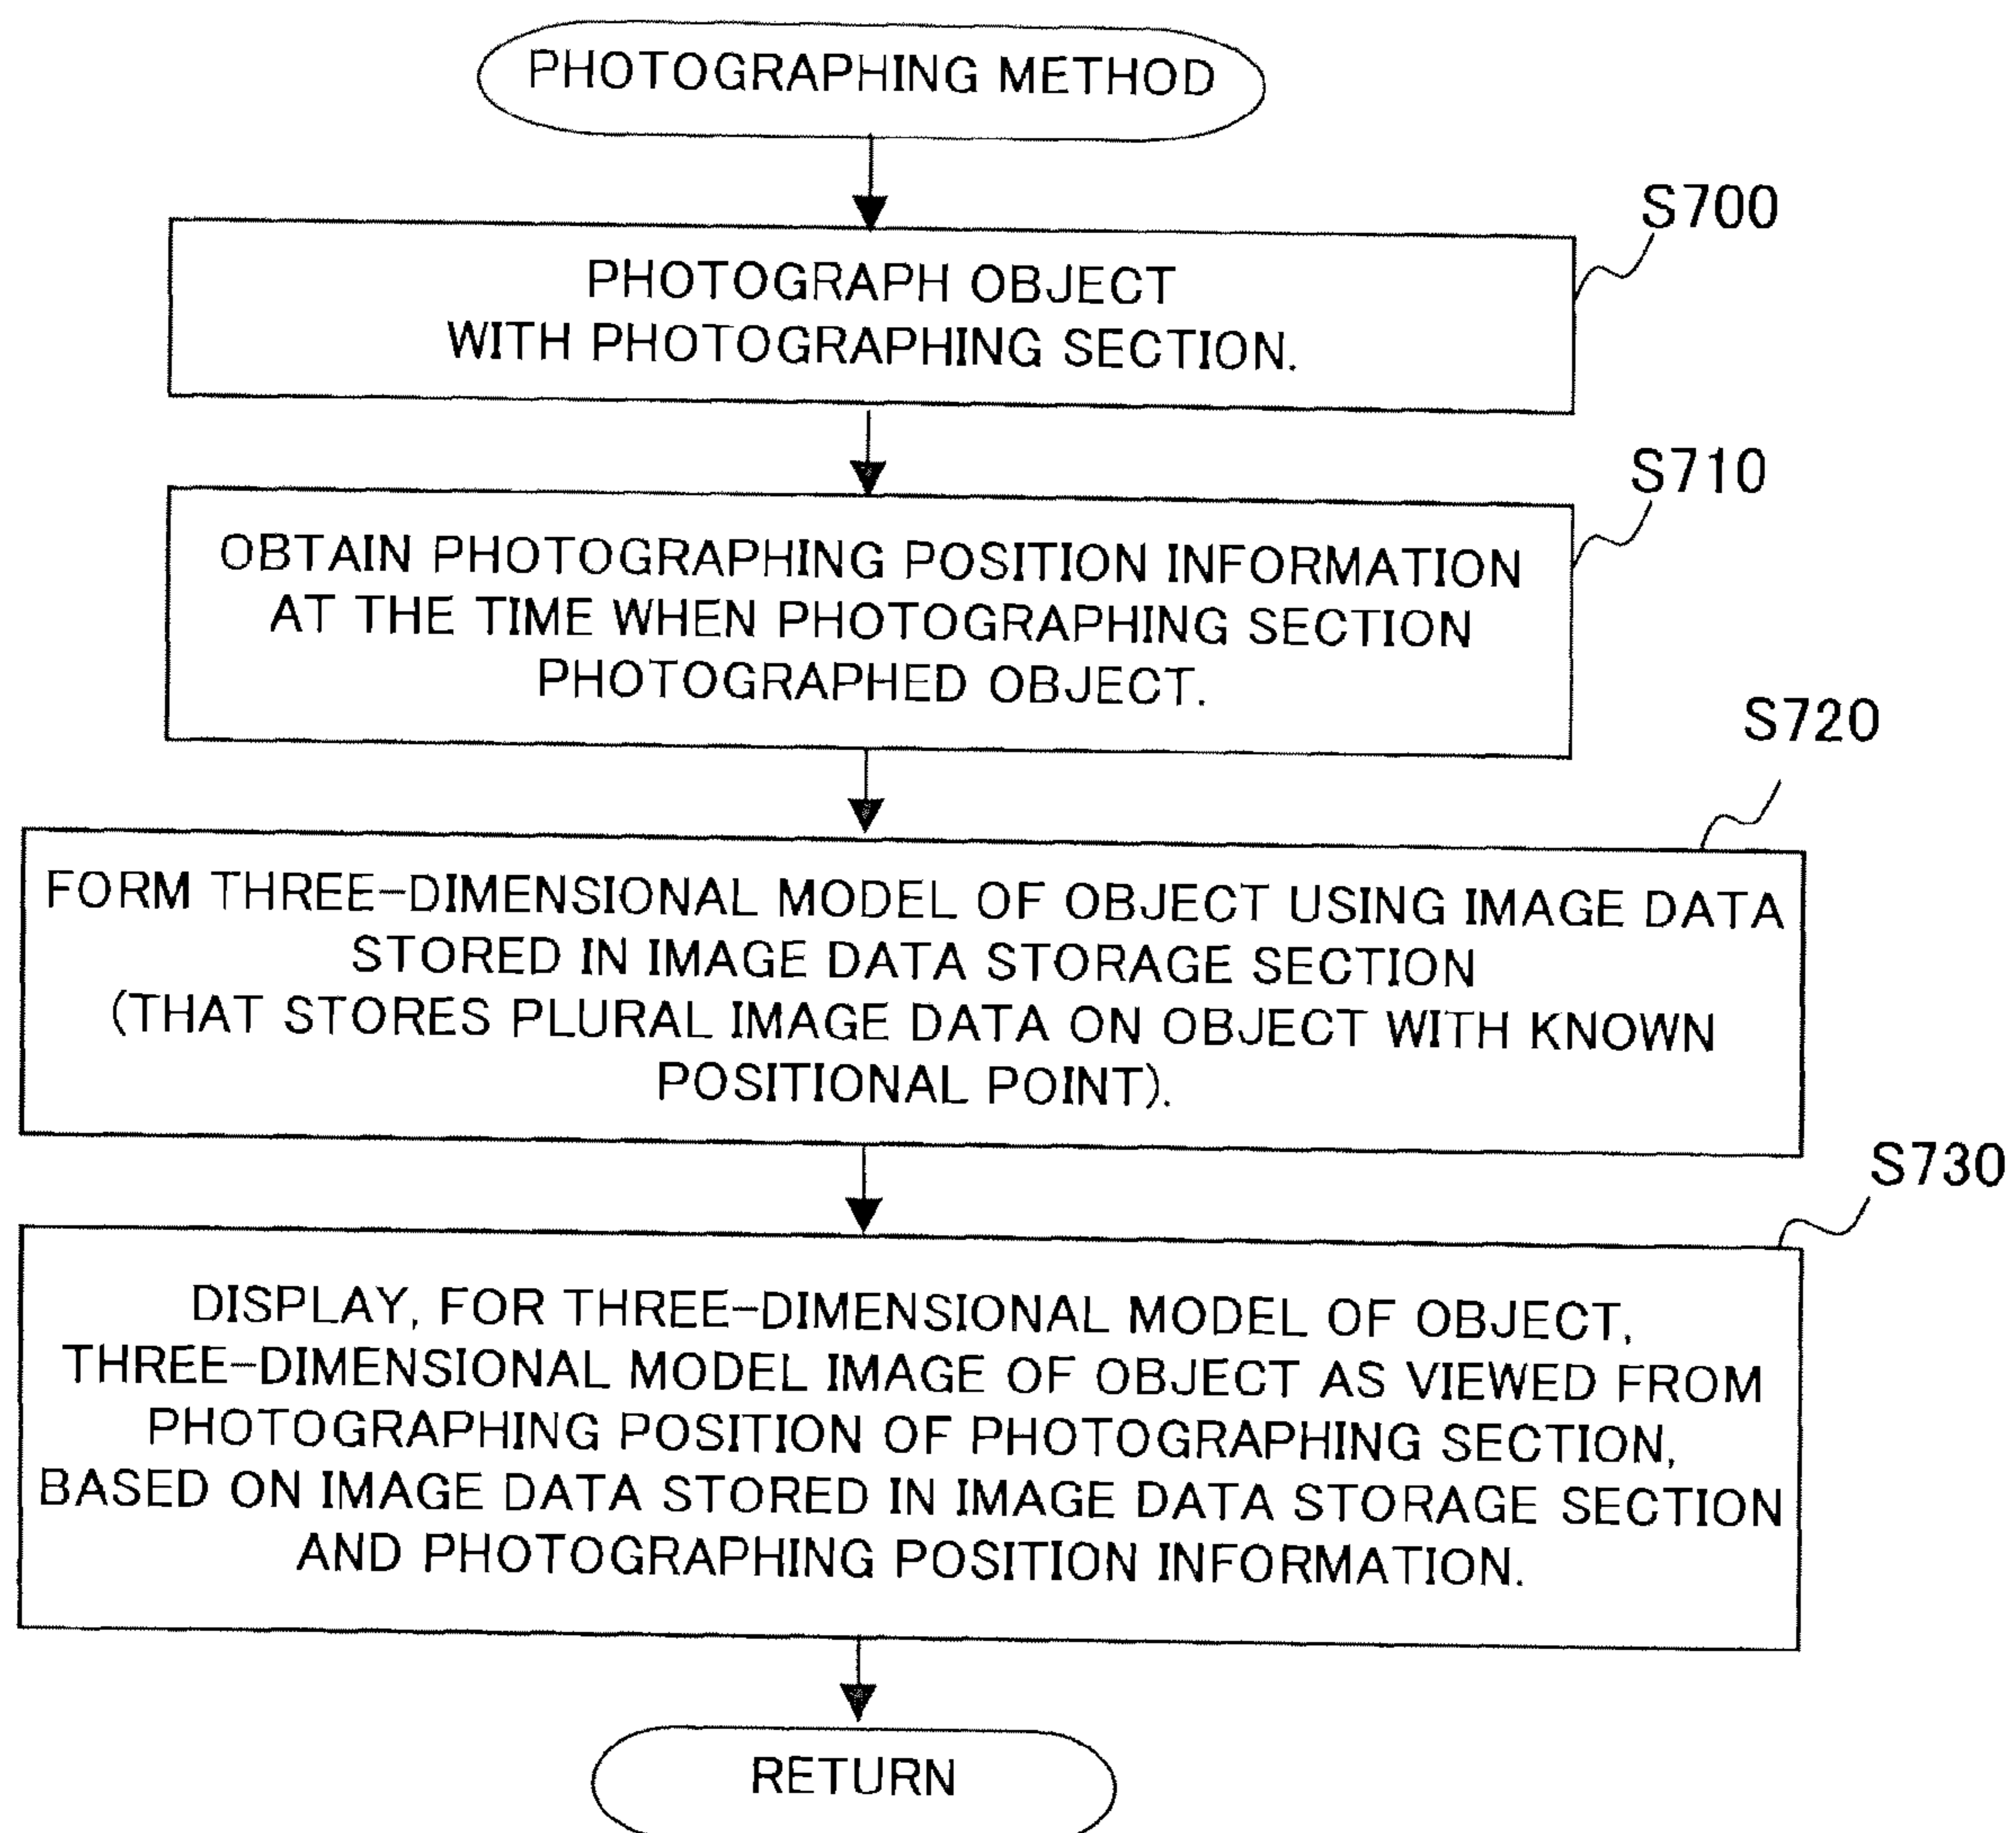 PHOTOGRAPHING METHOD
S700
PHOTOGRAPH OBJECT
WITH PHOTOGRAPHING SECTION.
S710
OBTAIN PHOTOGRAPHING POSITION INFORMATION
AT THE TIME WHEN PHOTOGRAPHING SECTION
PHOTOGRAPHED OBJECT.
S720
FORM THREE-DIMENSIONAL MODEL OF OBJECT USING IMAGE DATA
STORED IN IMAGE DATA STORAGE SECTION
(THAT STORES PLURAL IMAGE DATA ON OBJECT WITH KNOWN
POSITIONAL POINT).
S730
DISPLAY, FOR THREE-DIMENSIONAL MODEL OF OBJECT,
THREE-DIMENSIONAL MODEL IMAGE OF OBJECT AS VIEWED FROM
PHOTOGRAPHING POSITION OF PHOTOGRAPHING SECTION,
BASED ON IMAGE DATA STORED IN IMAGE DATA STORAGE SECTION
AND PHOTOGRAPHING POSITION INFORMATION.
RETURN